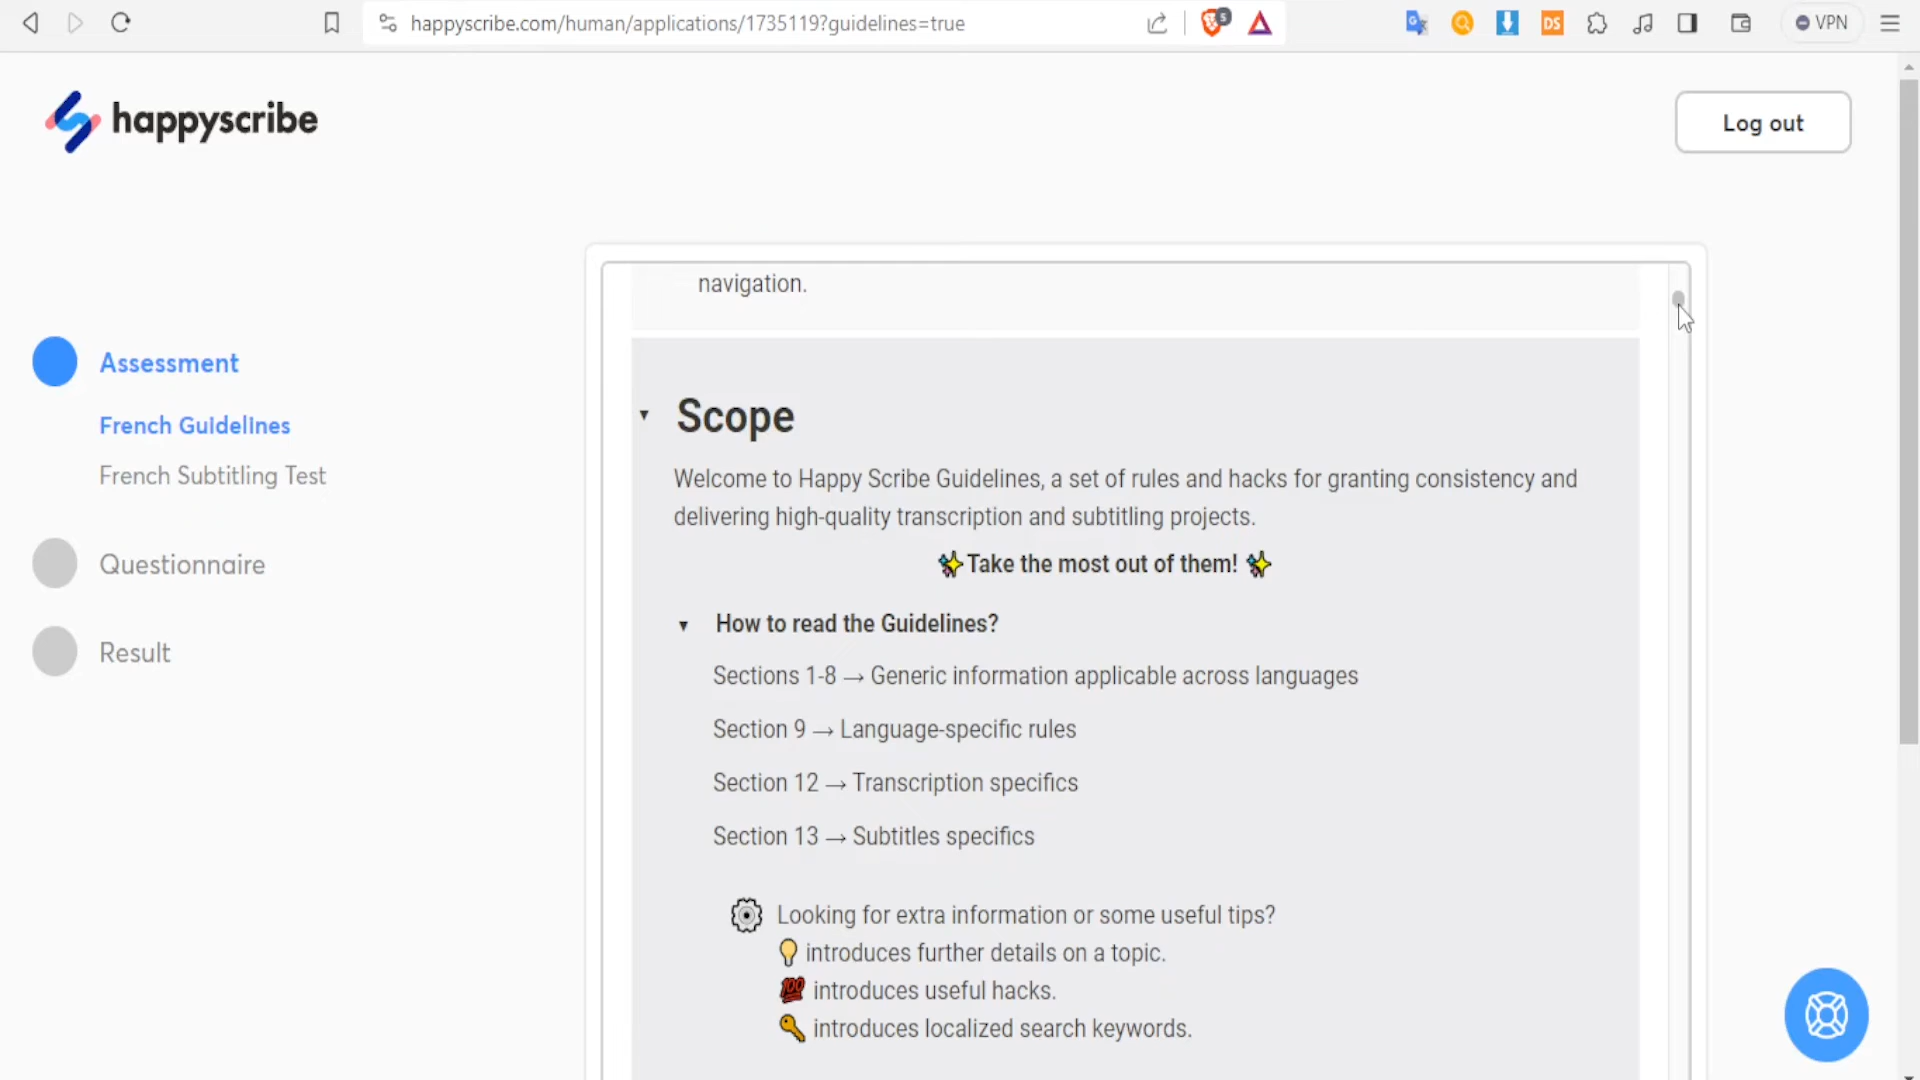 happyscribe.com/human/applications/1735119?guidelines=true
5
DS
VPN
happyscribe
Log out
Assessment
French Guidelines
French Subtitling Test
Questionnaire
Result
navigation.
Scope
Welcome to Happy Scribe Guidelines, a set of rules and hacks for granting consistency and
delivering high-quality transcription and subtitling projects.
✨Take the most out of them! ✨
How to read the Guidelines?
Sections 1-8 → Generic information applicable across languages
Section 9 → Language-specific rules
Section 12 → Transcription specifics
Section 13 → Subtitles specifics
Looking for extra information or some useful tips?
💡 introduces further details on a topic.
💯 introduces useful hacks.
🔑 introduces localized search keywords.